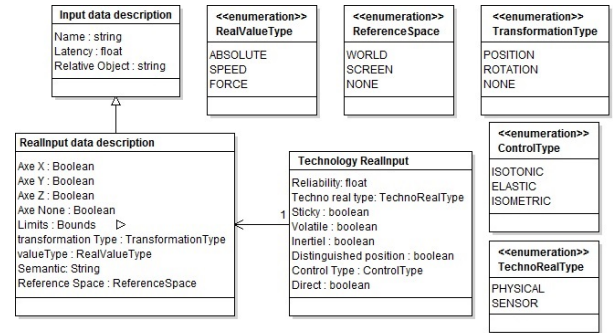 Input data description
Name : string
Latency : float
Relative Object : string
<<enumeration>>
RealValueType
ABSOLUTE
SPEED
FORCE
<<enumeration>>
ReferenceSpace
WORLD
SCREEN
NONE
<<enumeration>>
TransformationType
POSITION
ROTATION
NONE
RealInput data description
Axe X : Boolean
Axe Y : Boolean
Axe Z : Boolean
Axe None : Boolean
Limits : Bounds
transformation Type : TransformationType
valueType : RealValueType
Semantic: String
Reference Space : ReferenceSpace
1
Technology RealInput
Reliability: float
Techno real type: TechnoRealType
Sticky : boolean
Volatile : boolean
Inertiel : boolean
Distinguished position : boolean
Control Type : ControlType
Direct : boolean
<<enumeration>>
ControlType
ISOTONIC
ELASTIC
ISOMETRIC
<<enumeration>>
TechnoRealType
PHYSICAL
SENSOR